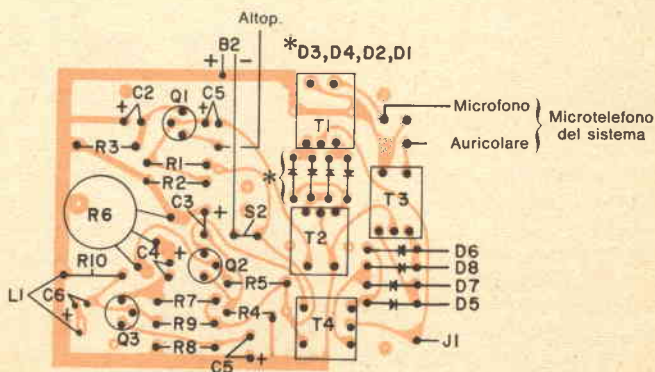 Altop.
B2
+ -
*D3,D4,D2,D1
+ C2
Q1
+ C5
T1
Microfono
Microtelefono
del sistema
Auricolare
R3
R1
R2
*
T3
R6
C3
+
S2
T2
R10
C4
+
Q2
R5
D6
D8
D7
D5
L1
C6
+
Q3
R7
R9
R8
R4
C5
+
T4
J1